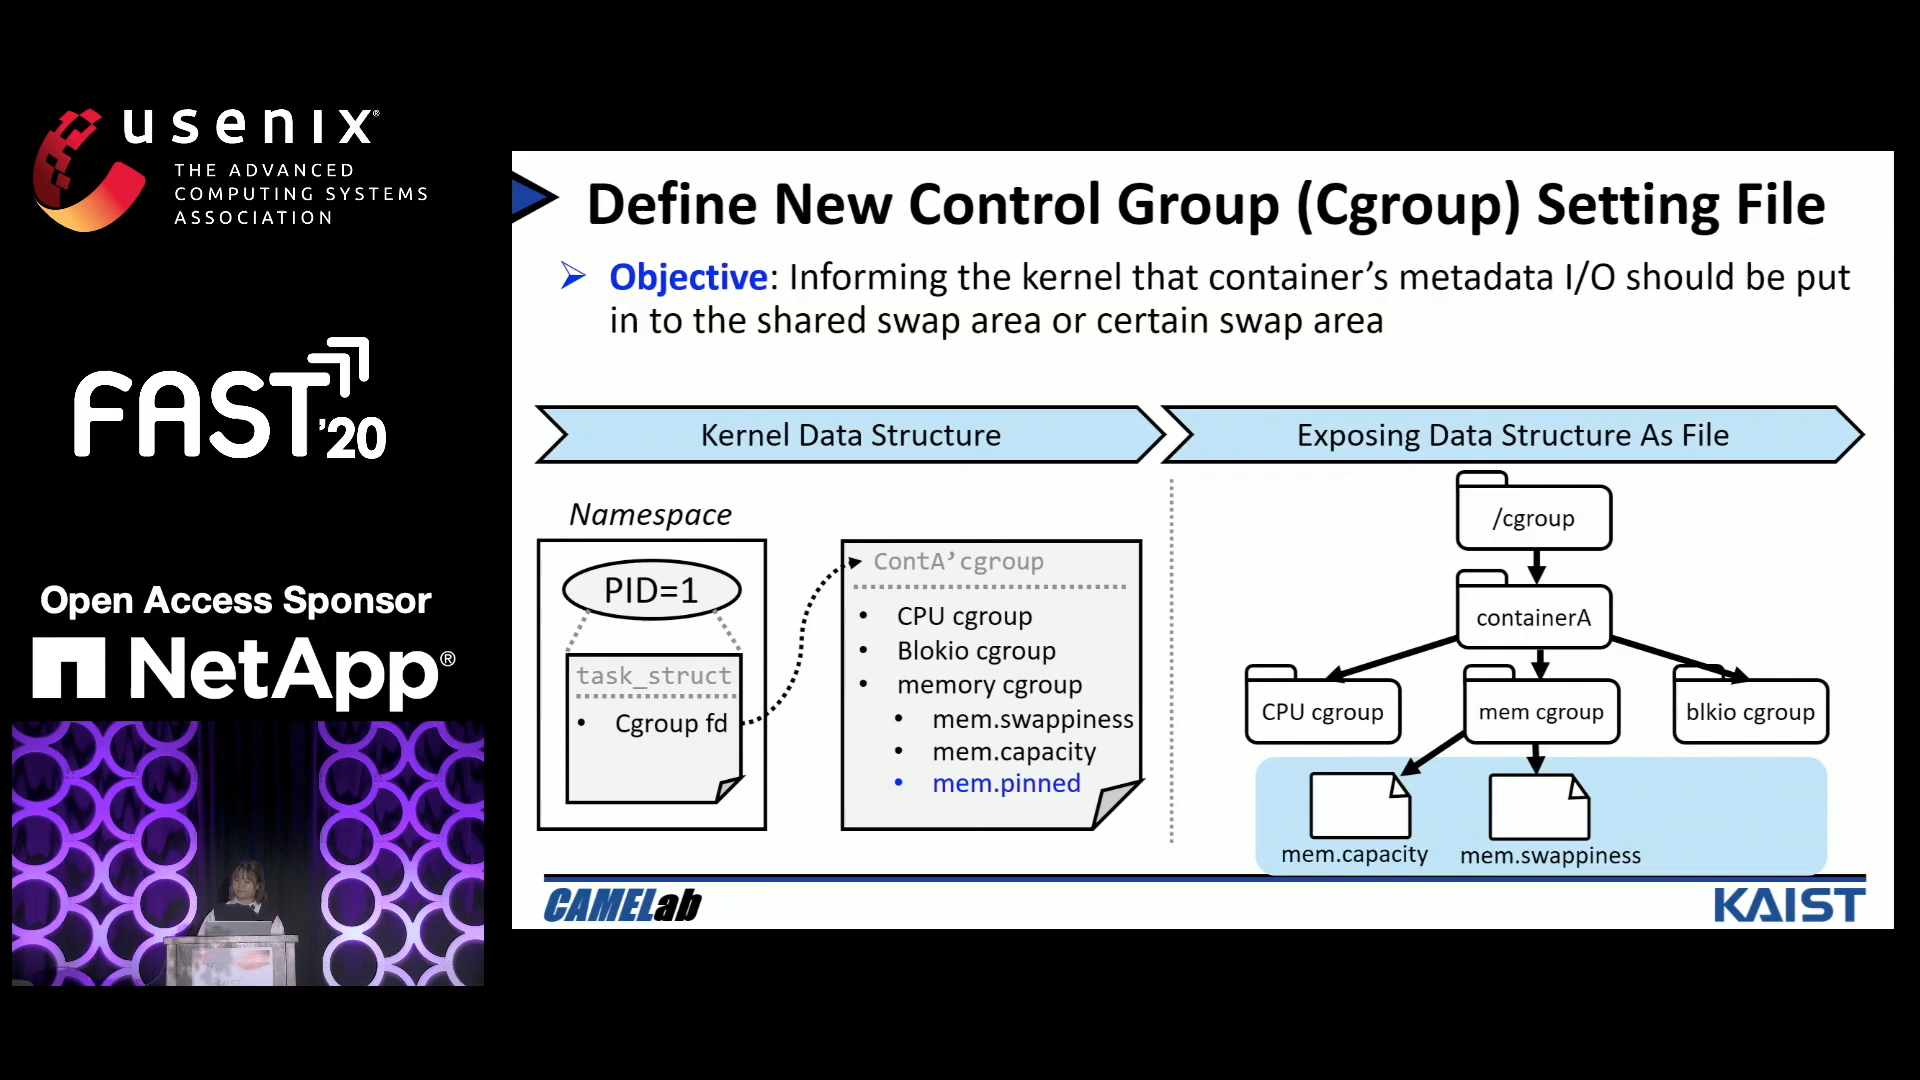 usenix®
THE ADVANCED
COMPUTING SYSTEMS
ASSOCIATION
FAST '20
Open Access Sponsor
NetApp®
Define New Control Group (Cgroup) Setting File
Objective: Informing the kernel that container's metadata I/O should be put
in to the shared swap area or certain swap area
Kernel Data Structure
Exposing Data Structure As File
Namespace
PID=1
task_struct
• Cgroup fd
ContA'cgroup
• CPU cgroup
• Blokio cgroup
• memory cgroup
• mem.swappiness
• mem.capacity
• mem.pinned
/cgroup
containerA
CPU cgroup
mem cgroup
blkio cgroup
mem.capacity
mem.swappiness
CAMELab
KAIST